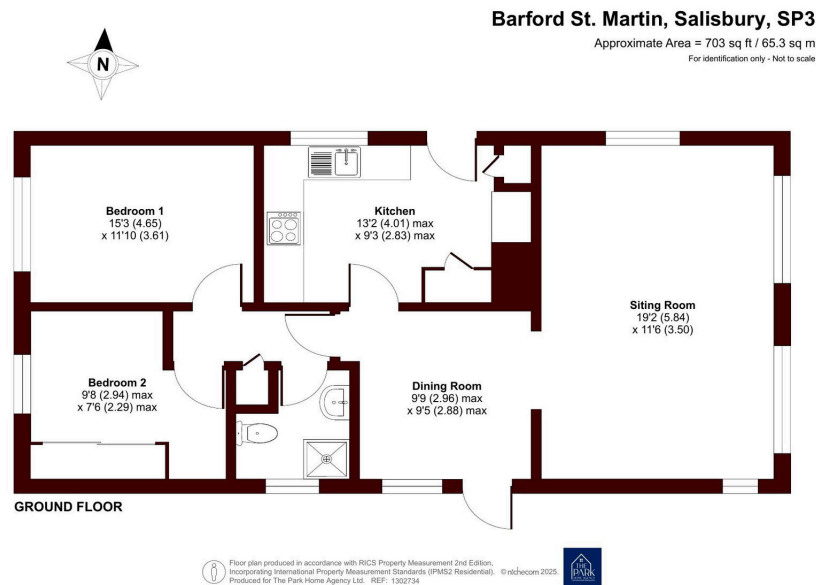 Barford St. Martin, Salisbury, SP3
Approximate Area = 703 sq ft / 65.3 sq m
For identification only - Not to scale
N
Bedroom 1
15'3 (4.65)
x 11'10 (3.61)
Kitchen
13'2 (4.01) max
x 9'3 (2.83) max
Siting Room
19'2 (5.84)
x 11'6 (3.50)
Bedroom 2
9'8 (2.94) max
x 7'6 (2.29) max
Dining Room
9'9 (2.96) max
x 9'5 (2.88) max
GROUND FLOOR
Floor plan produced in accordance with RICS Property Measurement 2nd Edition,
Incorporating International Property Measurement Standards (IPMS2 Residential). © nichecom 2025.
Produced for The Park Home Agency Ltd. REF: 1302734
THE
PARK
HOME AGENCY